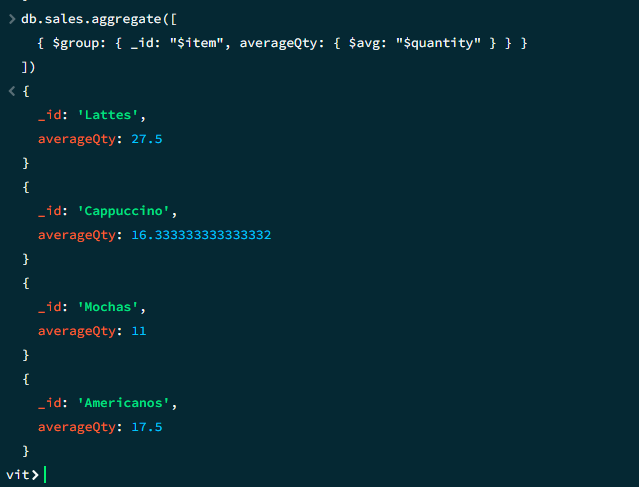 > db.sales.aggregate([
{ $group: { _id: "$item", averageQty: { $avg: "$quantity" } } }
])
< {
_id: 'Lattes',
averageQty: 27.5
}
{
_id: 'Cappuccino',
averageQty: 16.333333333333332
}
{
_id: 'Mochas',
averageQty: 11
}
{
_id: 'Americanos',
averageQty: 17.5
}
vit>